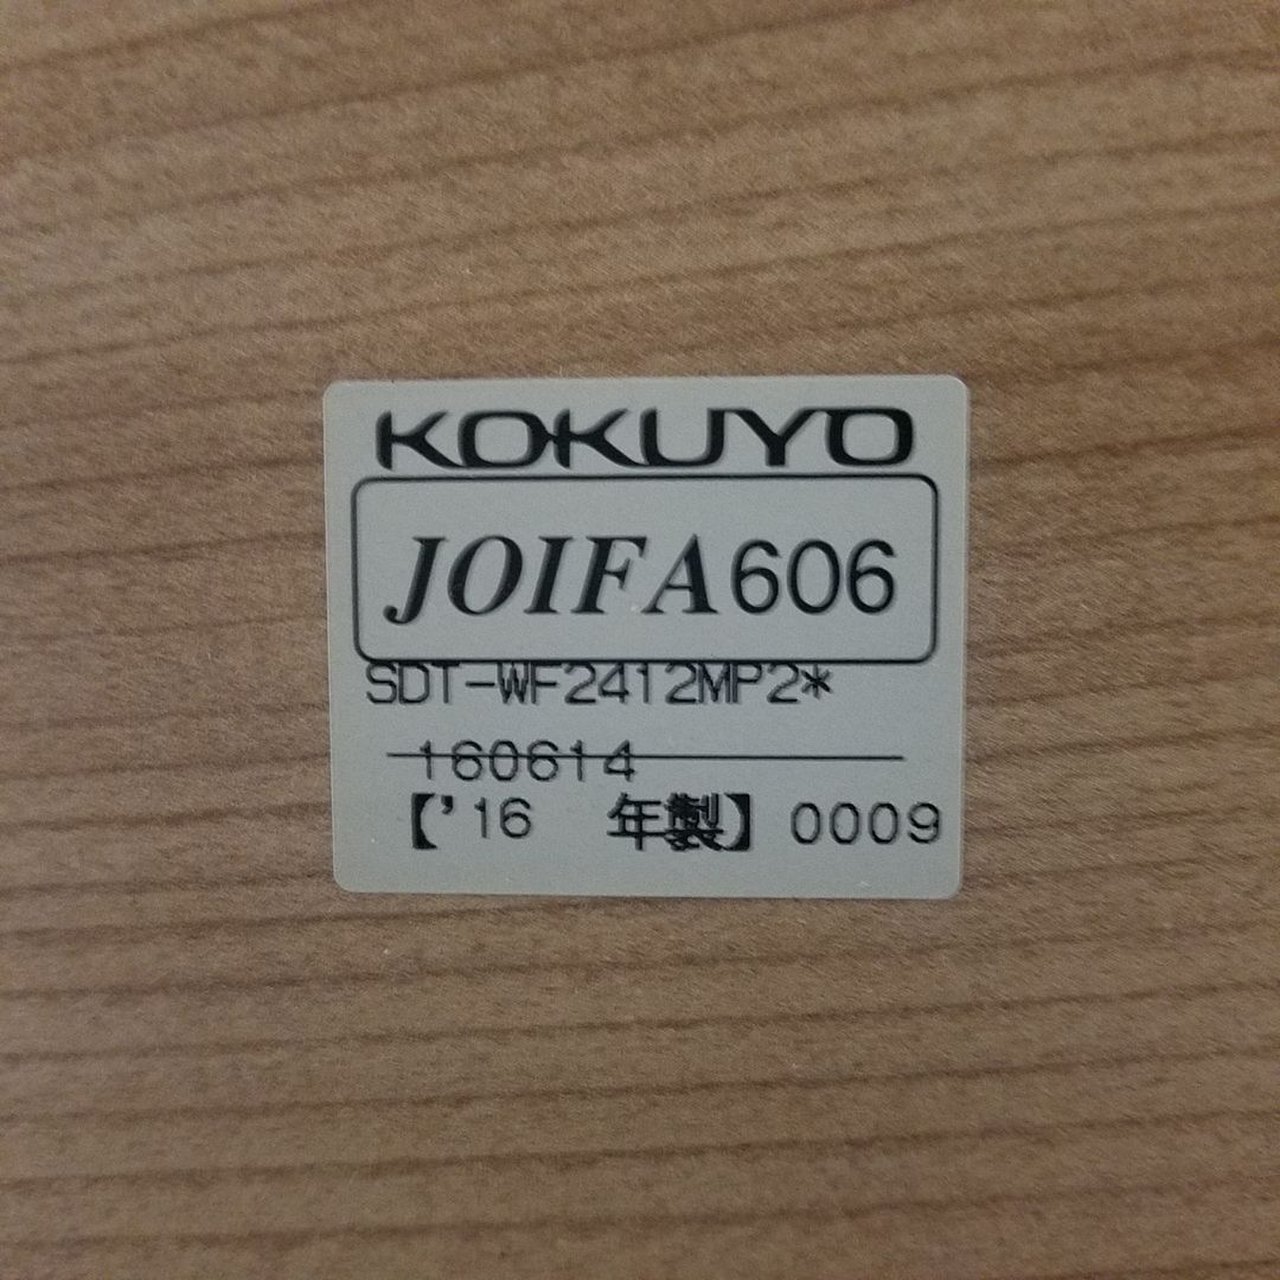 KOKUYO
JOIFA606
SDT-WF2412MP2*
160614
【'16 年製】 0009